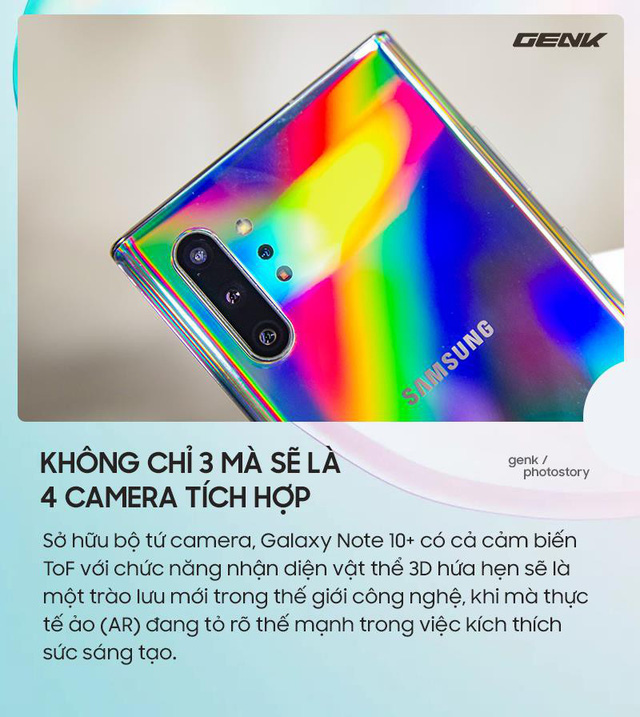 GENK
SAMSUNG
KHÔNG CHỈ 3 MÀ SẼ LÀ
4 CAMERA TÍCH HỢP
genk /
photostory
Sở hữu bộ tứ camera, Galaxy Note 10+ có cả cảm biến
ToF với chức năng nhận diện vật thể 3D hứa hẹn sẽ là
một trào lưu mới trong thế giới công nghệ, khi mà thực
tế ảo (AR) đang tỏ rõ thế mạnh trong việc kích thích
sức sáng tạo.